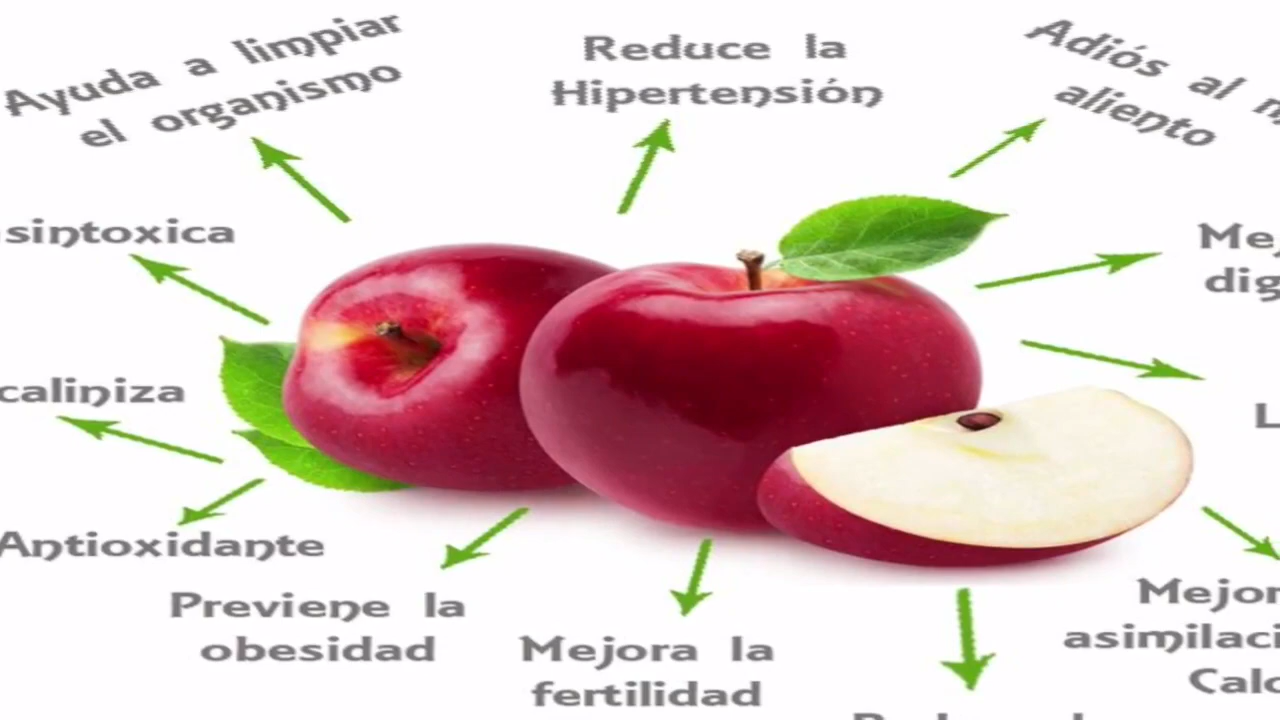 Ayuda a limpiar
el organismo
Reduce la
Hipertensión
Adiós al
aliento
sintoxica
Me
dig
caliniza
L
Antioxidante
Previene la
obesidad
Mejora la
fertilidad
Mejor
asimilaci
Calc